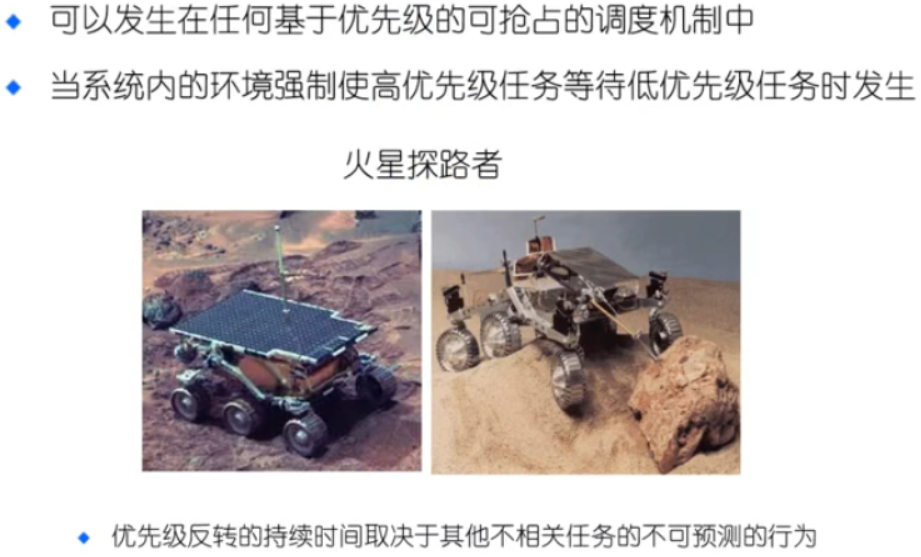 可以发生在任何基于优先级的可抢占的调度机制中
当系统内的环境强制使高优先级任务等待低优先级任务时发生
火星探路者
优先级反转的持续时间取决于其他不相关任务的不可预测的行为